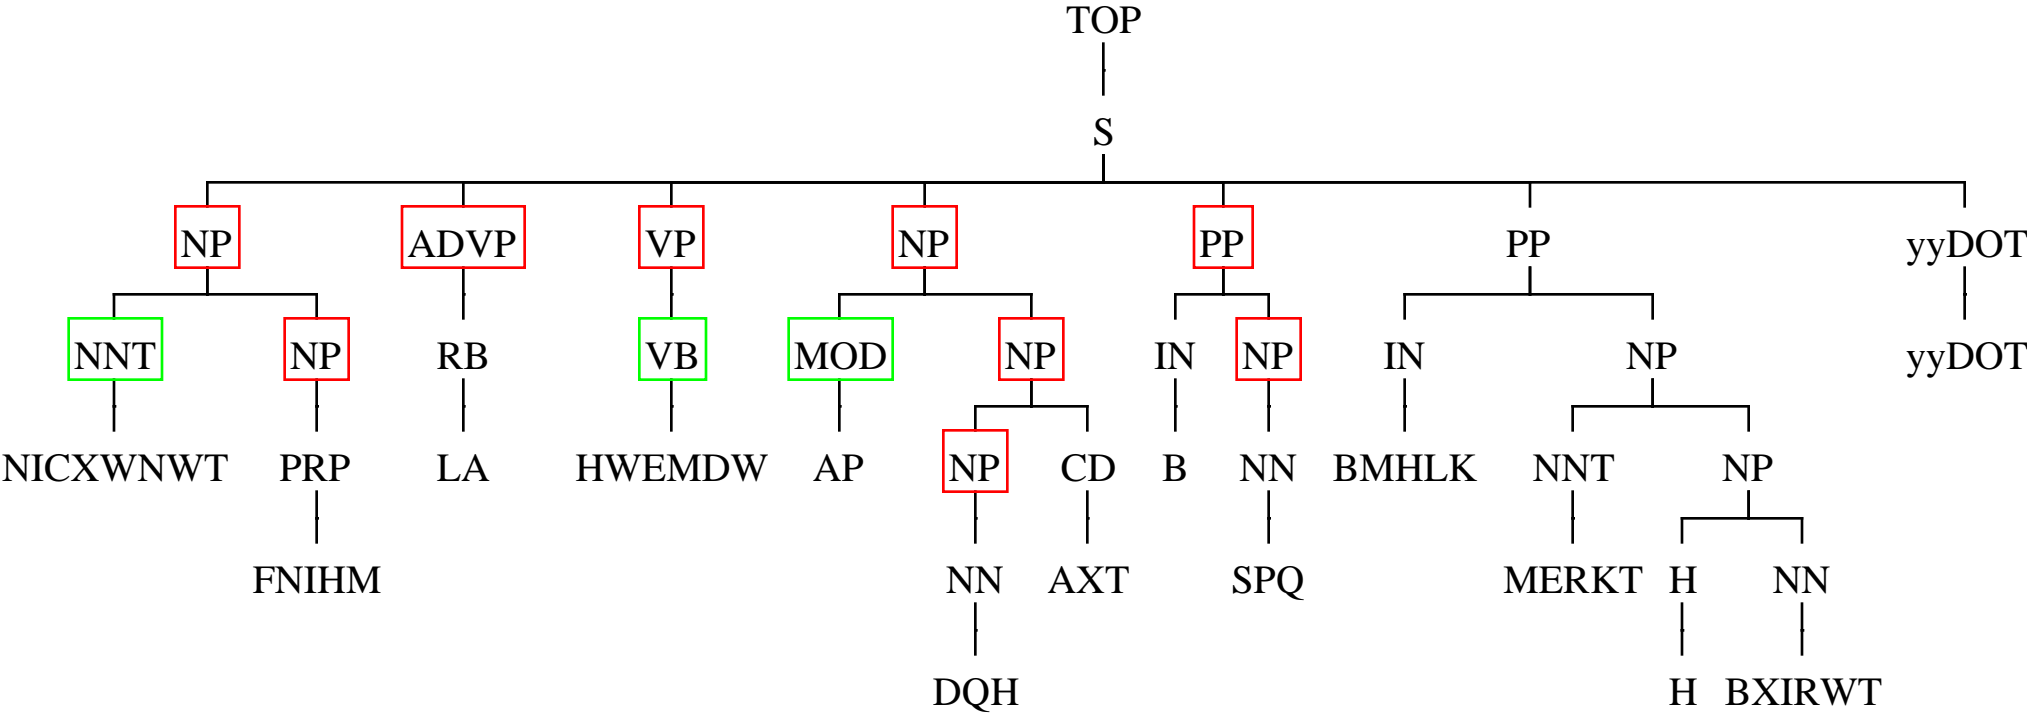 TOP
S
NP ADVP VP NP PP PP yyDOT
NNT NP RB VB MOD NP IN NP IN NP yyDOT
NICXWNWT PRP LA HWEMDW AP NP CD B NN BMHLK NNT NP
FNIHM NN AXT SPQ MERKT H NN
DQH H BXIRWT